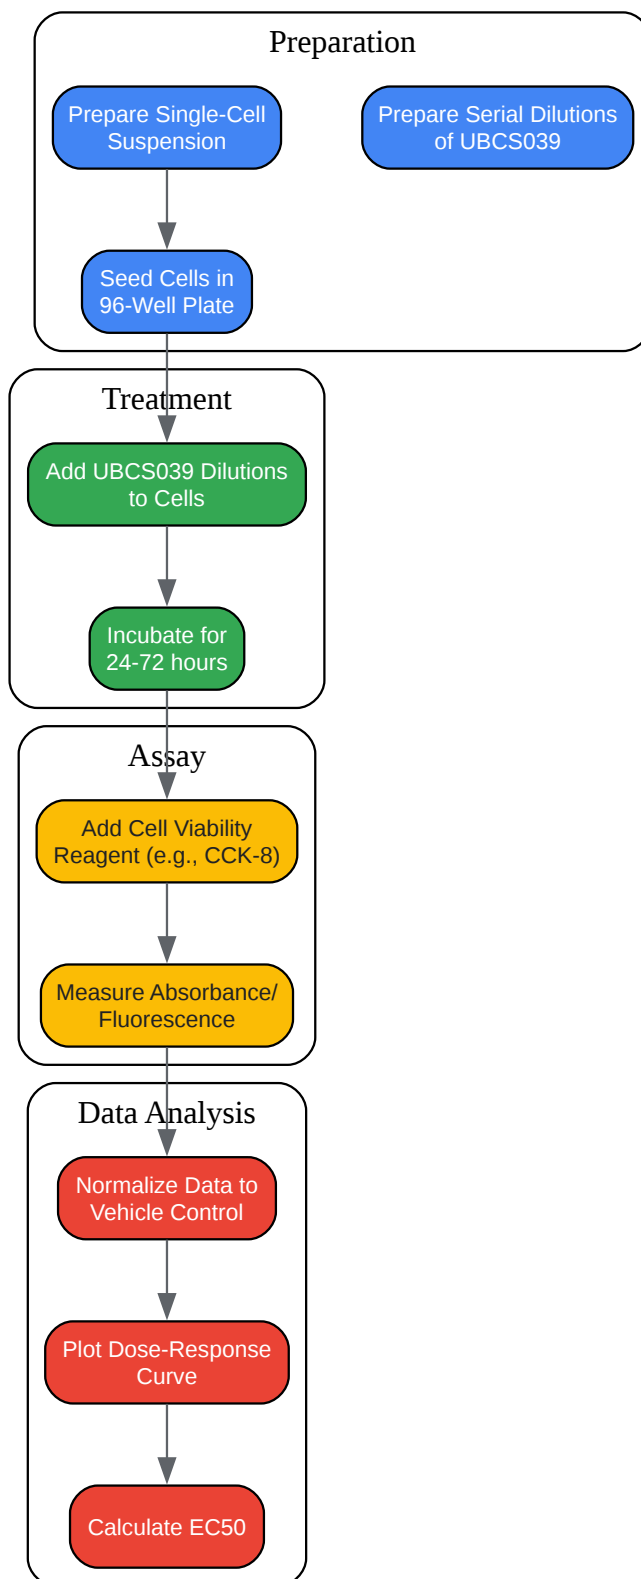 Preparation
Prepare Single-Cell
Suspension
Prepare Serial Dilutions
of UBCS039
Seed Cells in
96-Well Plate
Treatment
Add UBCS039 Dilutions
to Cells
Incubate for
24-72 hours
Assay
Add Cell Viability
Reagent (e.g., CCK-8)
Measure Absorbance/
Fluorescence
Data Analysis
Normalize Data to
Vehicle Control
Plot Dose-Response
Curve
Calculate EC50